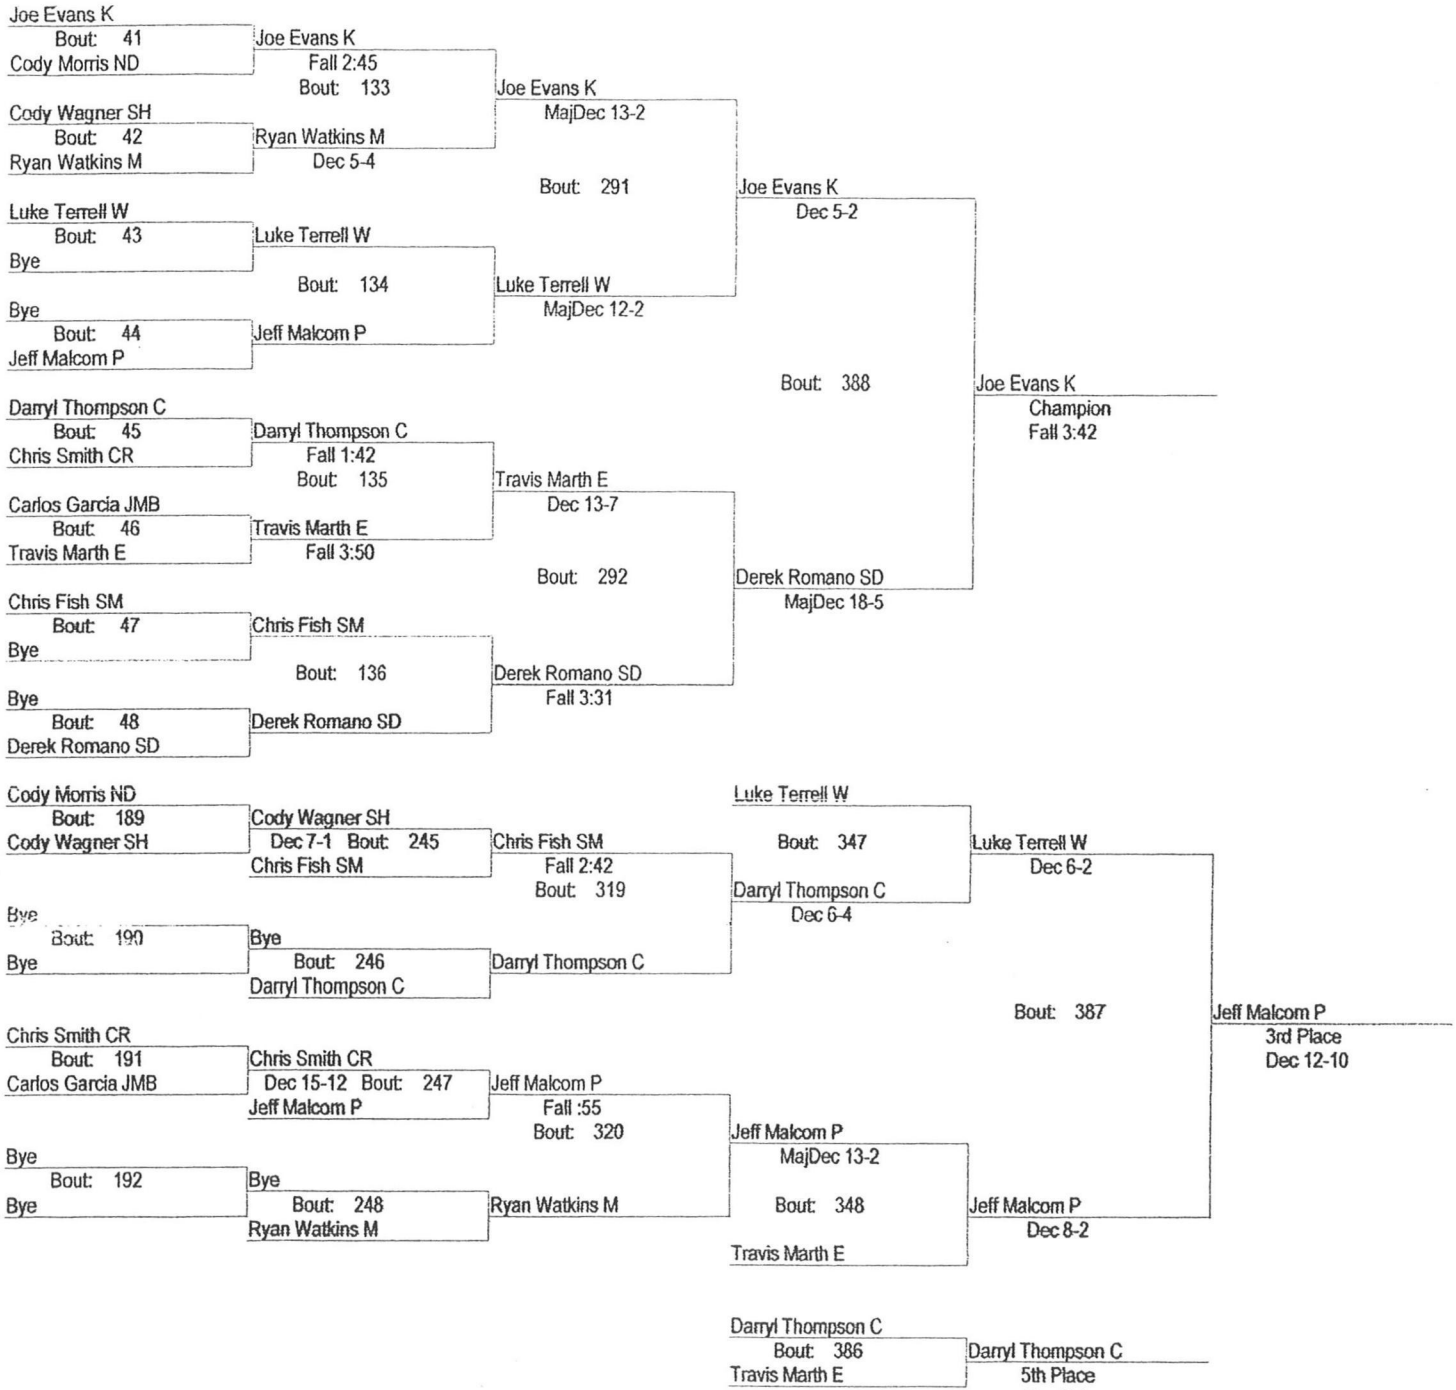 Joe Evans K
Bout: 41
Cody Morris ND
Joe Evans K
Fall 2:45
Bout: 133
Cody Wagner SH
Bout: 42
Ryan Watkins M
Ryan Watkins M
Dec 5-4
Joe Evans K
MajDec 13-2
Bout: 291
Luke Terrell W
Bout: 43
Bye
Luke Terrell W
Bout: 134
Bye
Bout: 44
Jeff Malcom P
Jeff Malcom P
Luke Terrell W
MajDec 12-2
Joe Evans K
Dec 5-2
Bout: 388
Darryl Thompson C
Bout: 45
Chris Smith CR
Darryl Thompson C
Fall 1:42
Bout: 135
Carlos Garcia JMB
Bout: 46
Travis Marth E
Travis Marth E
Fall 3:50
Travis Marth E
Dec 13-7
Bout: 292
Chris Fish SM
Bout: 47
Bye
Chris Fish SM
Bout: 136
Bye
Bout: 48
Derek Romano SD
Derek Romano SD
Derek Romano SD
Fall 3:31
Derek Romano SD
MajDec 18-5
Joe Evans K
Champion
Fall 3:42
Cody Morris ND
Bout: 189
Cody Wagner SH
Cody Wagner SH
Dec 7-1 Bout: 245
Chris Fish SM
Chris Fish SM
Fall 2:42
Bout: 319
Bye
Bout: 190
Bye
Bye
Bout: 246
Darryl Thompson C
Darryl Thompson C
Luke Terrell W
Bout: 347
Darryl Thompson C
Dec 6-4
Luke Terrell W
Dec 6-2
Bout: 387
Chris Smith CR
Bout: 191
Carlos Garcia JMB
Chris Smith CR
Dec 15-12 Bout: 247
Jeff Malcom P
Jeff Malcom P
Fall :55
Bout: 320
Bye
Bout: 192
Bye
Bye
Bout: 248
Ryan Watkins M
Ryan Watkins M
Jeff Malcom P
MajDec 13-2
Bout: 348
Travis Marth E
Jeff Malcom P
Dec 8-2
Jeff Malcom P
3rd Place
Dec 12-10
Darryl Thompson C
Bout: 386
Travis Marth E
Darryl Thompson C
5th Place